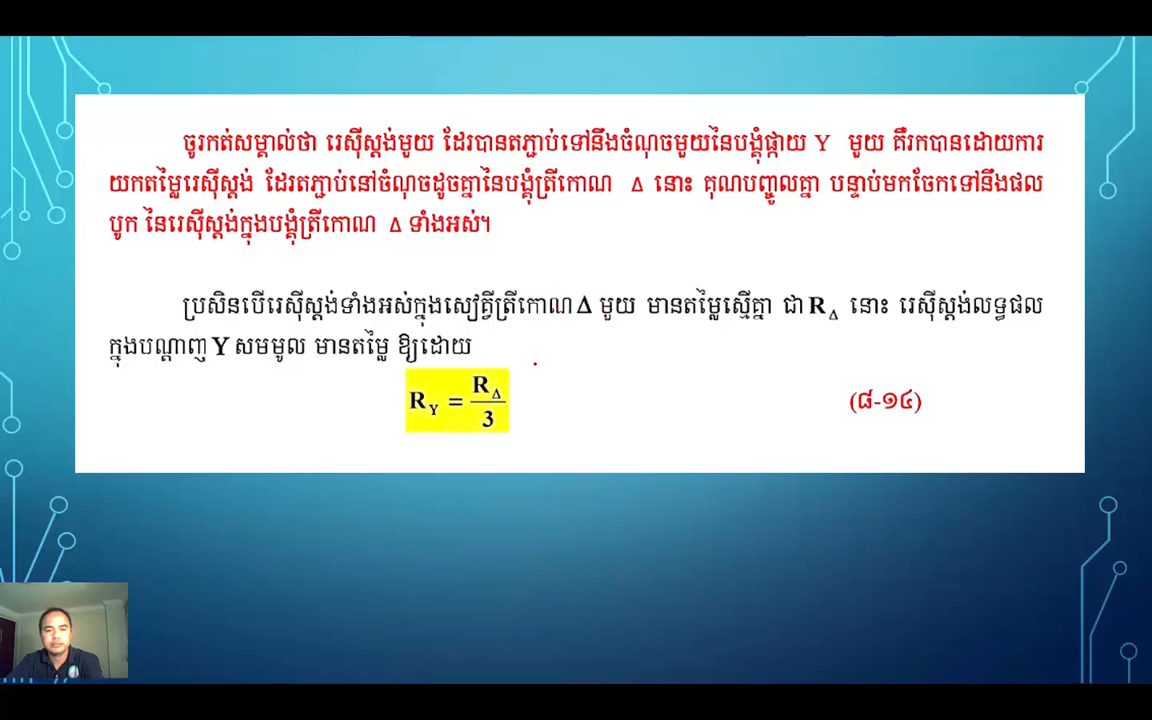 ចូរកត់សម្គាល់ថា រេស៊ីស្តង់មួយ ដែរបានតភ្ជាប់ទៅនឹងចំណុចមួយនៃបង្គុំផ្កាយ Y មួយ គឺរកបានដោយការ
យកតម្លៃរេស៊ីស្តង់ ដែរតភ្ជាប់នៅចំណុចដូចគ្នានៃបង្គុំត្រីកោណ Δ នោះ គុណបញ្ចូលគ្នា បន្ទាប់មកចែកទៅនឹងផល
បូក នៃរេស៊ីស្តង់ក្នុងបង្គុំត្រីកោណ Δ ទាំងអស់។
ប្រសិនបើរេស៊ីស្តង់ទាំងអស់ក្នុងសៀគ្វីត្រីកោណ Δ មួយ មានតម្លៃស្មើគ្នា ជា R_Δ នោះ រេស៊ីស្តង់លទ្ធផល
ក្នុងបណ្តាញ Y សមមូល មានតម្លៃ ឱ្យដោយ
R_Y = R_Δ / 3 (៨-១៤)